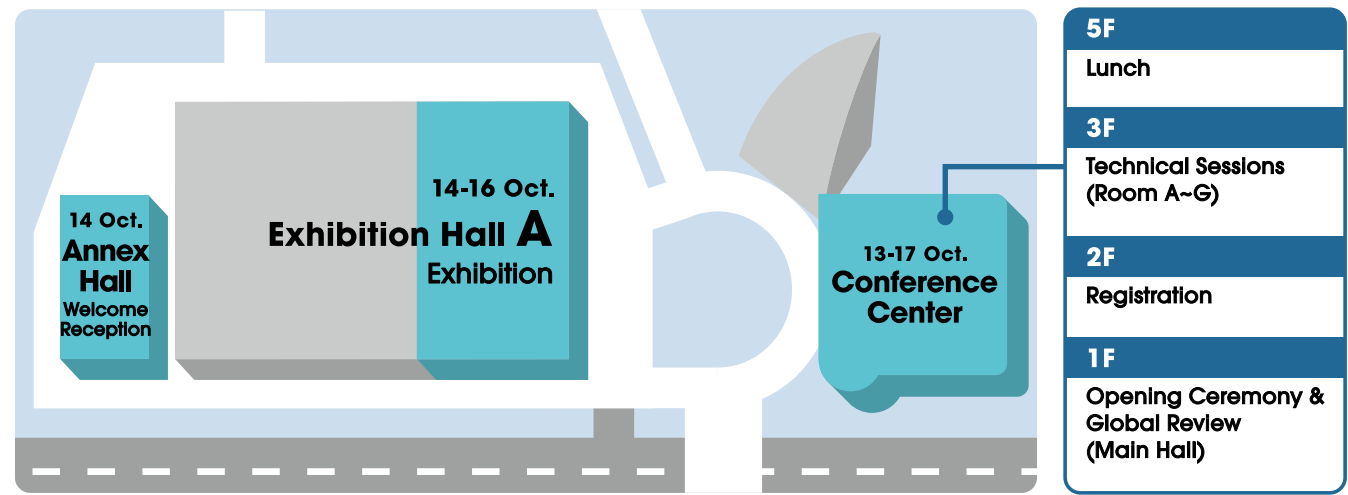 14 Oct.
Annex
Hall
Welcome
Reception
14-16 Oct.
Exhibition Hall A
Exhibition
13-17 Oct.
Conference
Center
5F
Lunch
3F
Technical Sessions
(Room A~G)
2F
Registration
1F
Opening Ceremony &
Global Review
(Main Hall)